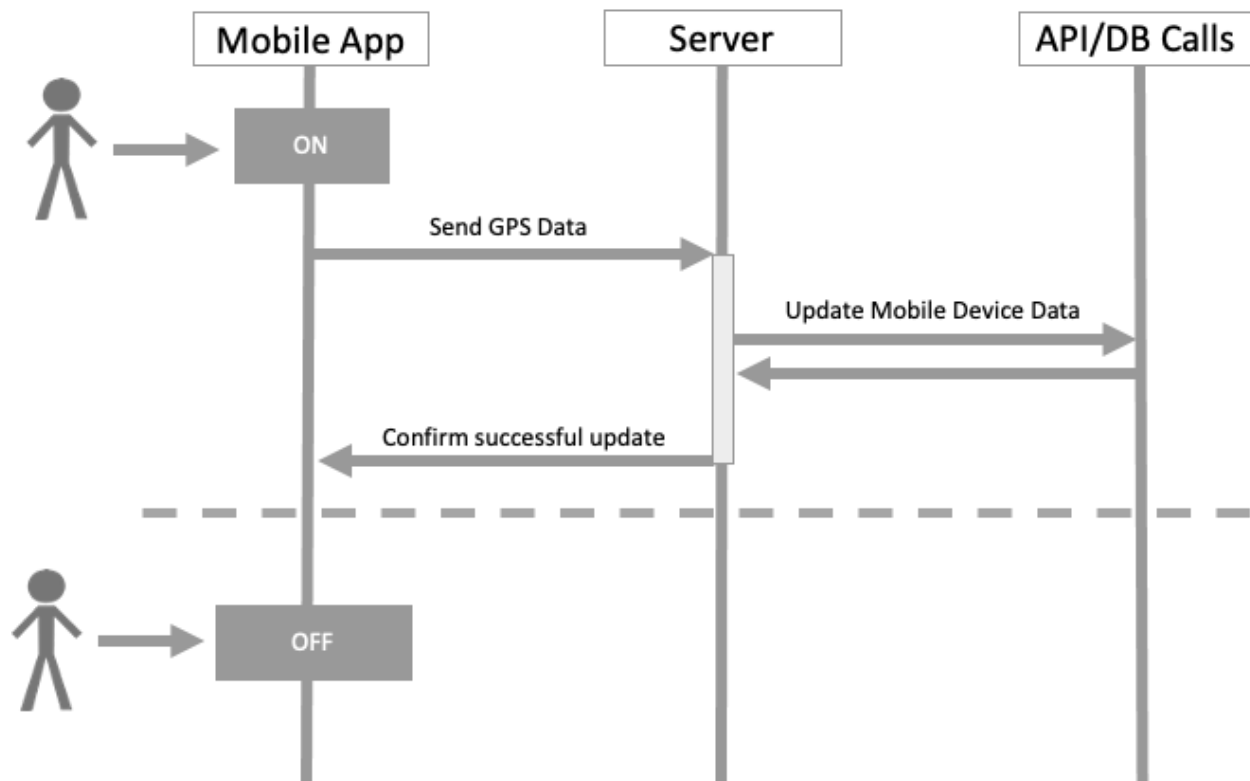 Mobile App
Server
API/DB Calls
ON
Send GPS Data
Update Mobile Device Data
Confirm successful update
OFF